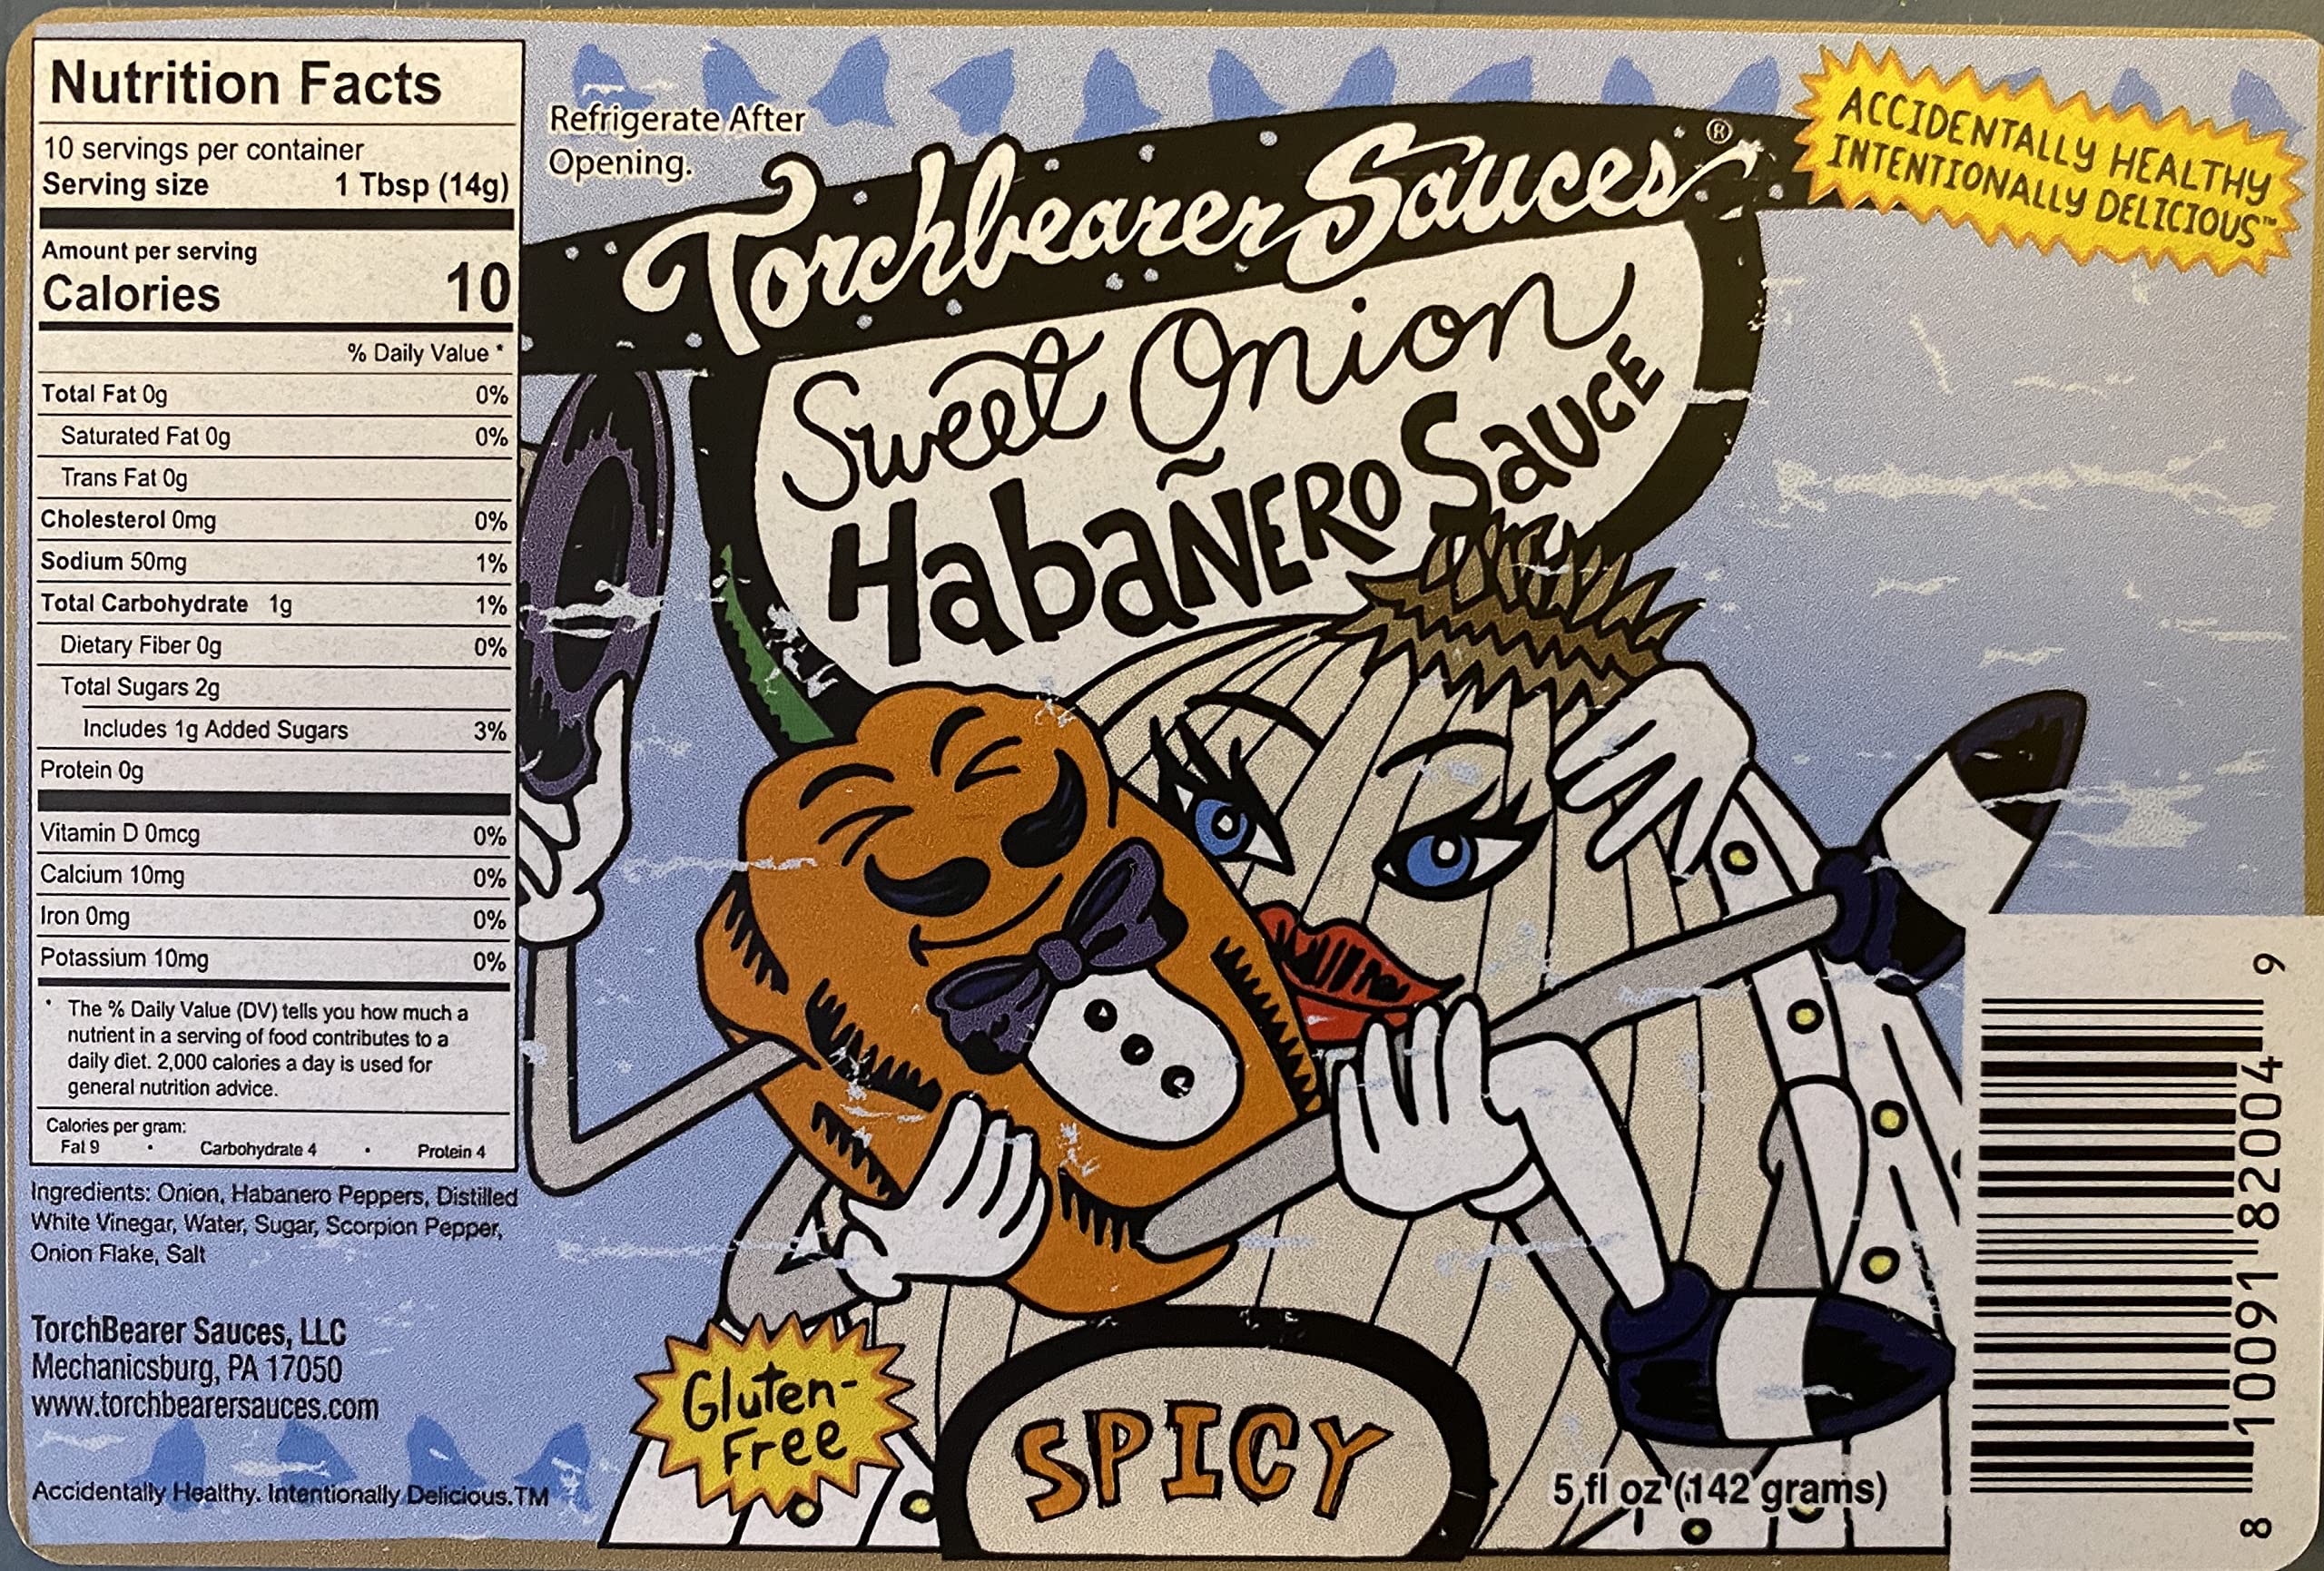 Nutrition Facts
10 servings per container
Serving size 1 Tbsp (14g)
Amount per serving
Calories 10
% Daily Value *
Total Fat 0g 0%
Saturated Fat 0g 0%
Trans Fat 0g
Cholesterol 0mg 0%
Sodium 50mg 1%
Total Carbohydrate 1g 1%
Dietary Fiber 0g 0%
Total Sugars 2g
Includes 1g Added Sugars 3%
Protein 0g
Vitamin D 0mcg 0%
Calcium 10mg 0%
Iron 0mg 0%
Potassium 10mg 0%
* The % Daily Value (DV) tells you how much a
nutrient in a serving of food contributes to a
daily diet. 2,000 calories a day is used for
general nutrition advice.
Calories per gram:
Fat 9 • Carbohydrate 4 • Protein 4
Ingredients: Onion, Habanero Peppers, Distilled
White Vinegar, Water, Sugar, Scorpion Pepper,
Onion Flake, Salt
TorchBearer Sauces, LLC
Mechanicsburg, PA 17050
www.torchbearersauces.com
Accidentally Healthy. Intentionally Delicious.TM
Refrigerate After
Opening.
Torchbearer Sauces®
Sweet Onion
HabaÑERO SAUCE
ACCIDENTALLY HEALTHY
INTENTIONALLY DELICIOUS™
Gluten-
Free
SPICY
5 fl oz (142 grams)
8 10091 82004 9